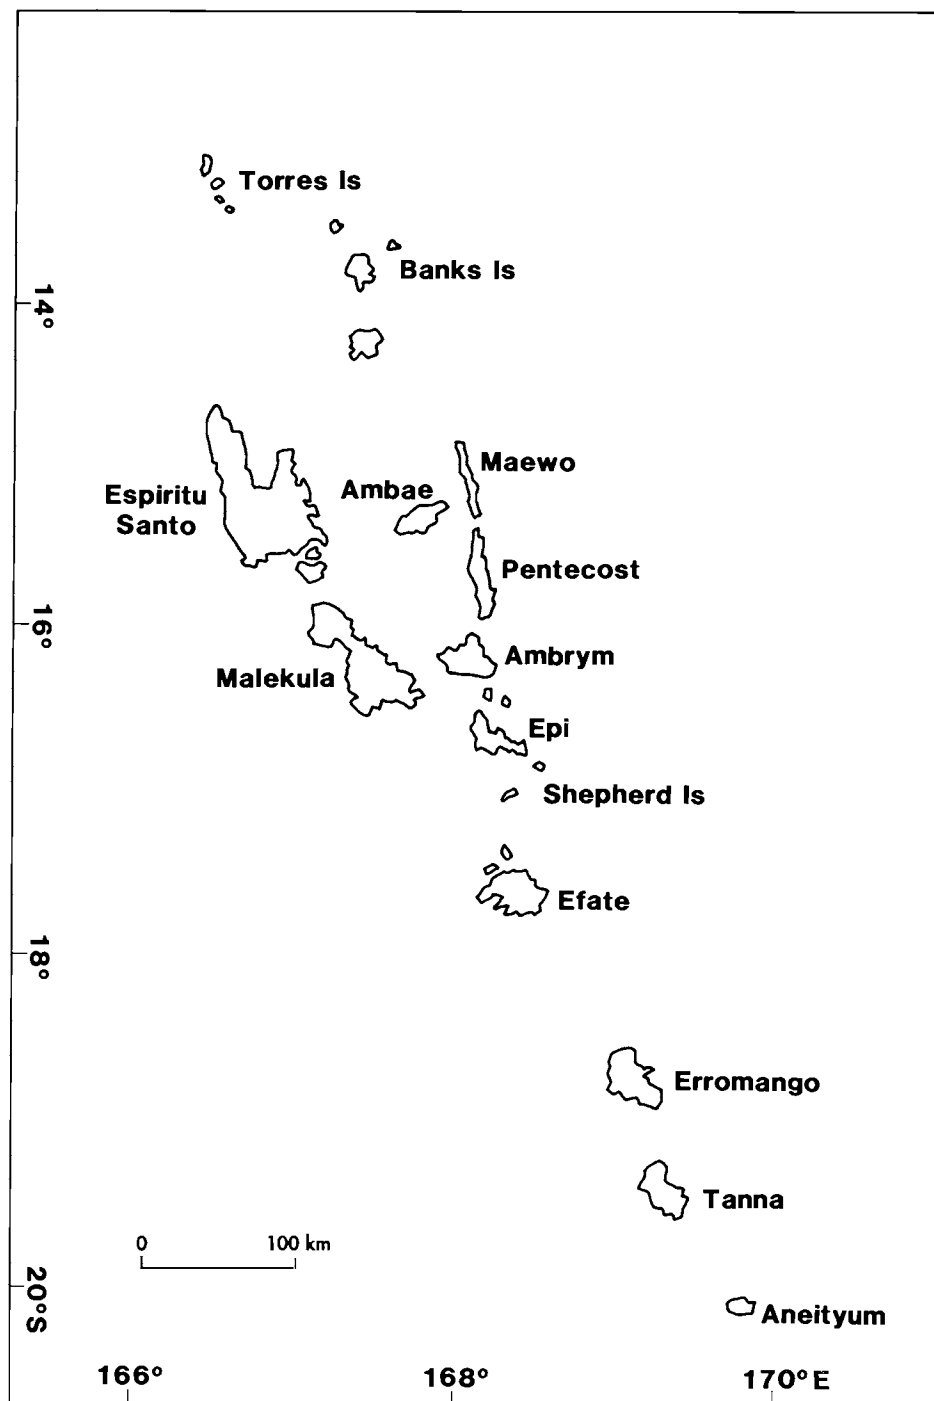 Torres Is
Banks Is
14°
Maewo
Ambae
Espiritu
Santo
Pentecost
16°
Ambrym
Malekula
Epi
Shepherd Is
Efate
18°
Erromango
Tanna
0 100 km
20°S
Aneityum
166° 168° 170°E